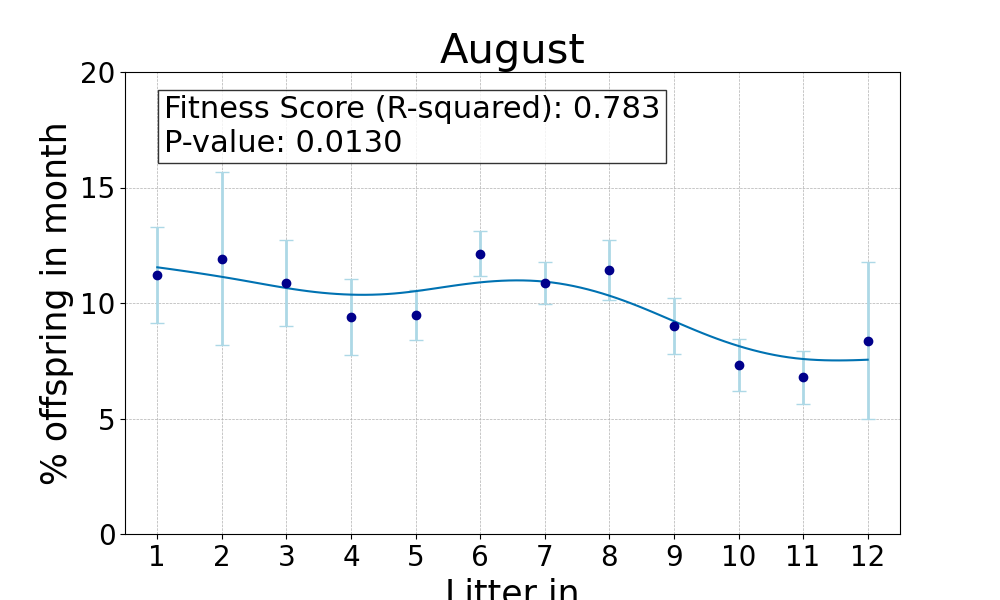 August
Fitness Score (R-squared): 0.783
P-value: 0.0130
% offspring in month
20
15
10
5
0
1 2 3 4 5 6 7 8 9 10 11 12
Litter in